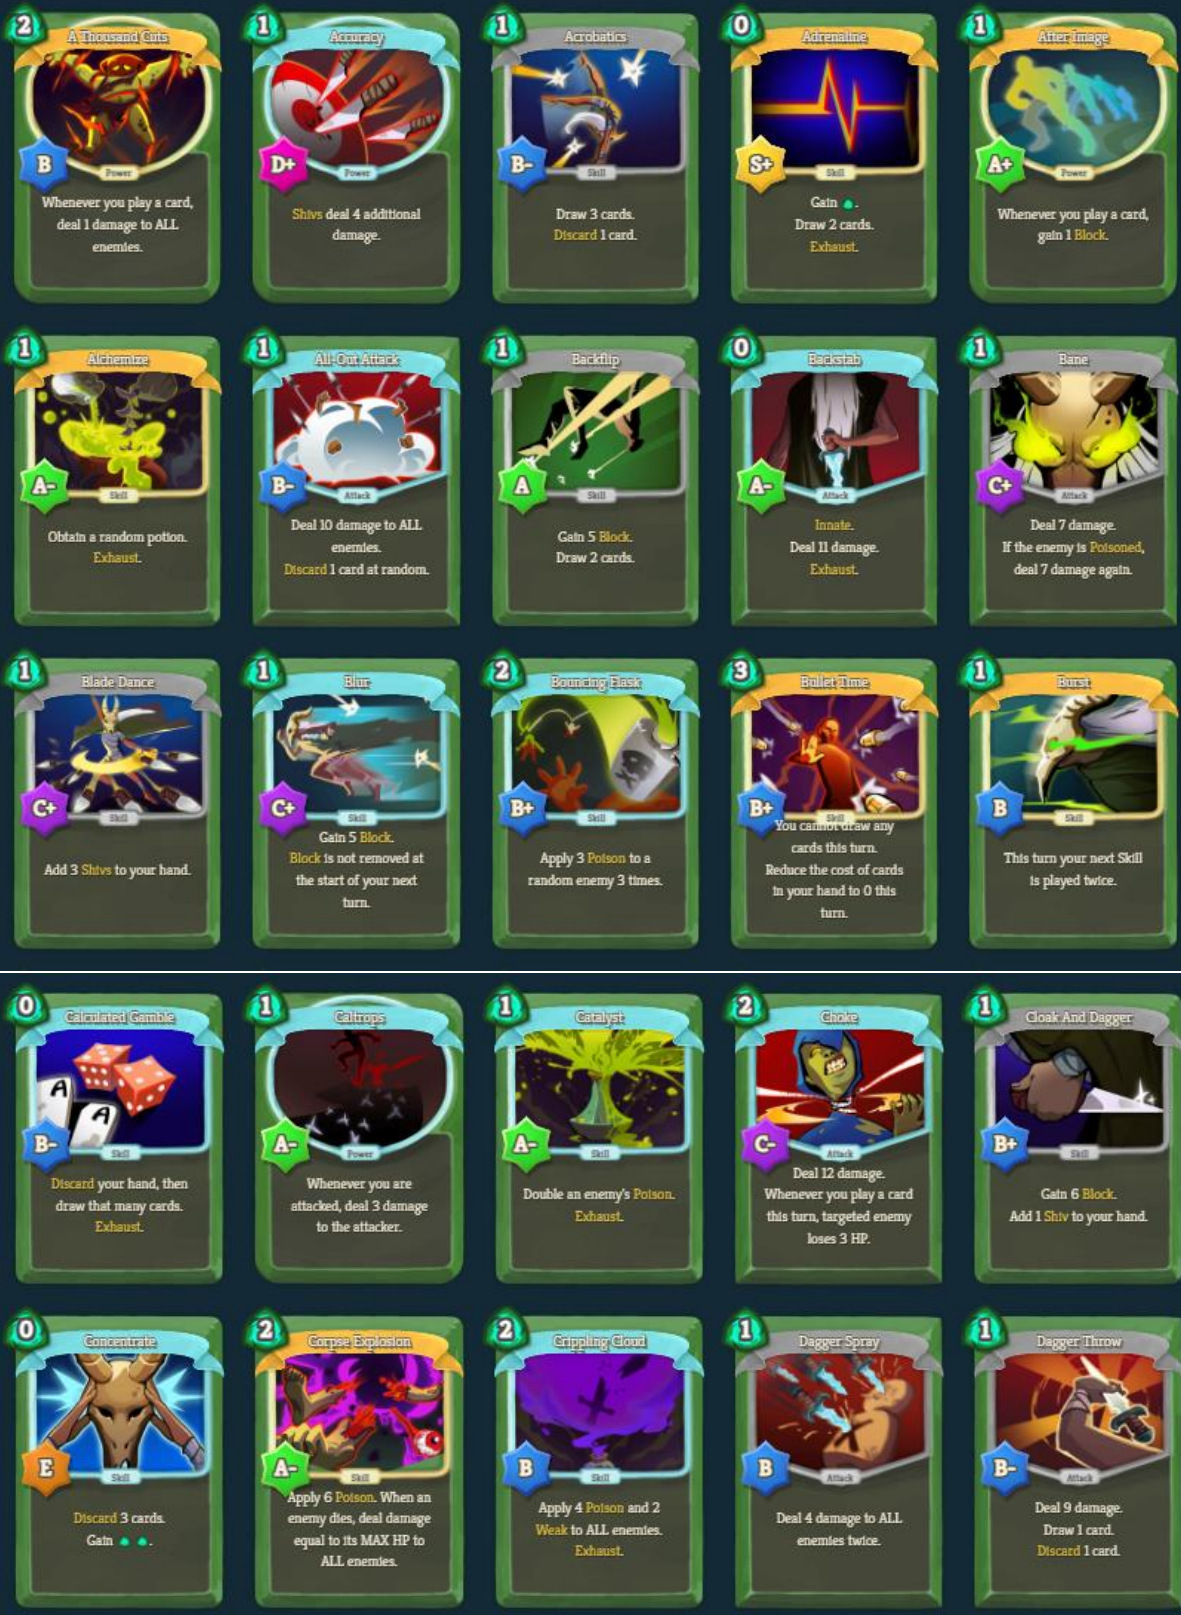 2
A Thousand Cuts
B
Power
Whenever you play a card,
deal 1 damage to ALL
enemies.
1
Accuracy
D+
Power
Shivs deal 4 additional
damage.
1
Acrobatics
B-
Skill
Draw 3 cards.
Discard 1 card.
0
Adrenaline
S+
Skill
Gain .
Draw 2 cards.
Exhaust.
1
After Image
A+
Power
Whenever you play a card,
gain 1 Block.
1
Alchemize
A-
Skill
Obtain a random potion.
Exhaust.
1
All-Out Attack
B-
Attack
Deal 10 damage to ALL
enemies.
Discard 1 card at random.
1
Backflip
A
Skill
Gain 5 Block.
Draw 2 cards.
0
Backstab
A-
Attack
Innate.
Deal 11 damage.
Exhaust.
1
Bane
C+
Attack
Deal 7 damage.
If the enemy is Poisoned,
deal 7 damage again.
1
Blade Dance
C+
Skill
Add 3 Shivs to your hand.
1
Blur
C+
Skill
Gain 5 Block.
Block is not removed at
the start of your next
turn.
2
Bouncing Flask
B+
Skill
Apply 3 Poison to a
random enemy 3 times.
3
Bullet Time
B+
Skill
You cannot draw any
cards this turn.
Reduce the cost of cards
in your hand to 0 this
turn.
1
Burst
B
Skill
This turn your next Skill
is played twice.
0
Calculated Gamble
A
A
B-
Skill
Discard your hand, then
draw that many cards.
Exhaust.
1
Caltrops
A-
Power
Whenever you are
attacked, deal 3 damage
to the attacker.
1
Catalyst
A-
Skill
Double an enemy's Poison.
Exhaust.
2
Choke
C-
Attack
Deal 12 damage.
Whenever you play a card
this turn, targeted enemy
loses 3 HP.
1
Cloak And Dagger
B+
Skill
Gain 6 Block.
Add 1 Shiv to your hand.
0
Concentrate
E
Skill
Discard 3 cards.
Gain .
2
Corpse Explosion
A-
Skill
Apply 6 Poison. When an
enemy dies, deal damage
equal to its MAX HP to
ALL enemies.
2
Crippling Cloud
B
Skill
Apply 4 Poison and 2
Weak to ALL enemies.
Exhaust.
1
Dagger Spray
B
Attack
Deal 4 damage to ALL
enemies twice.
1
Dagger Throw
B-
Attack
Deal 9 damage.
Draw 1 card.
Discard 1 card.